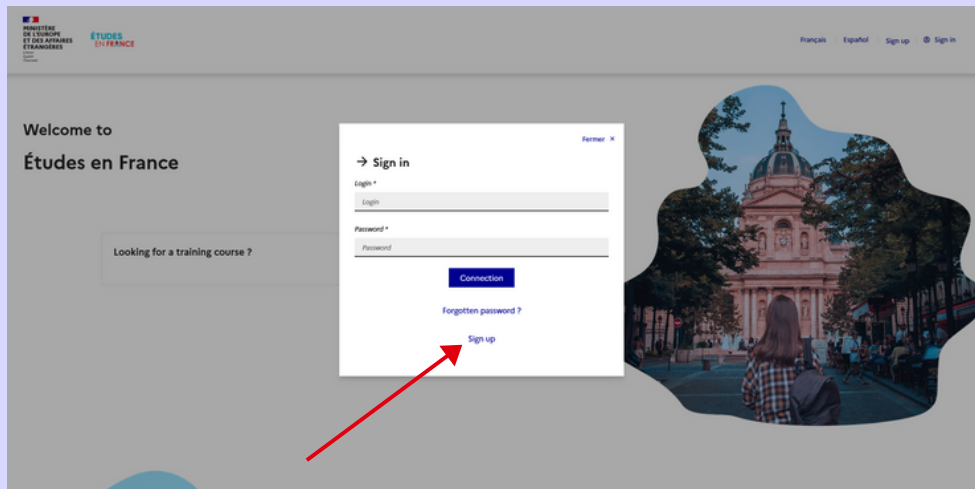 MINISTÈRE
DE L'EUROPE
ET DES AFFAIRES
ÉTRANGÈRES
ÉTUDES
EN FRANCE
Français
Español
Sign up
Sign in
Welcome to
Études en France
Looking for a training course ?
Fermer ×
→ Sign in
Login *
Login
Password *
Password
Connection
Forgotten password ?
Sign up